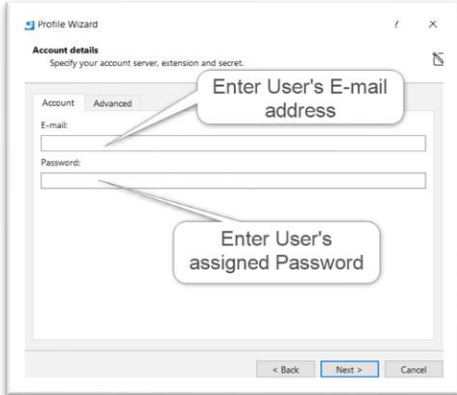 Profile Wizard
Account details
Specify your account server, extension and secret.
Account Advanced
Enter User's E-mail
address
E-mail:
Password:
Enter User's
assigned Password
< Back Next > Cancel